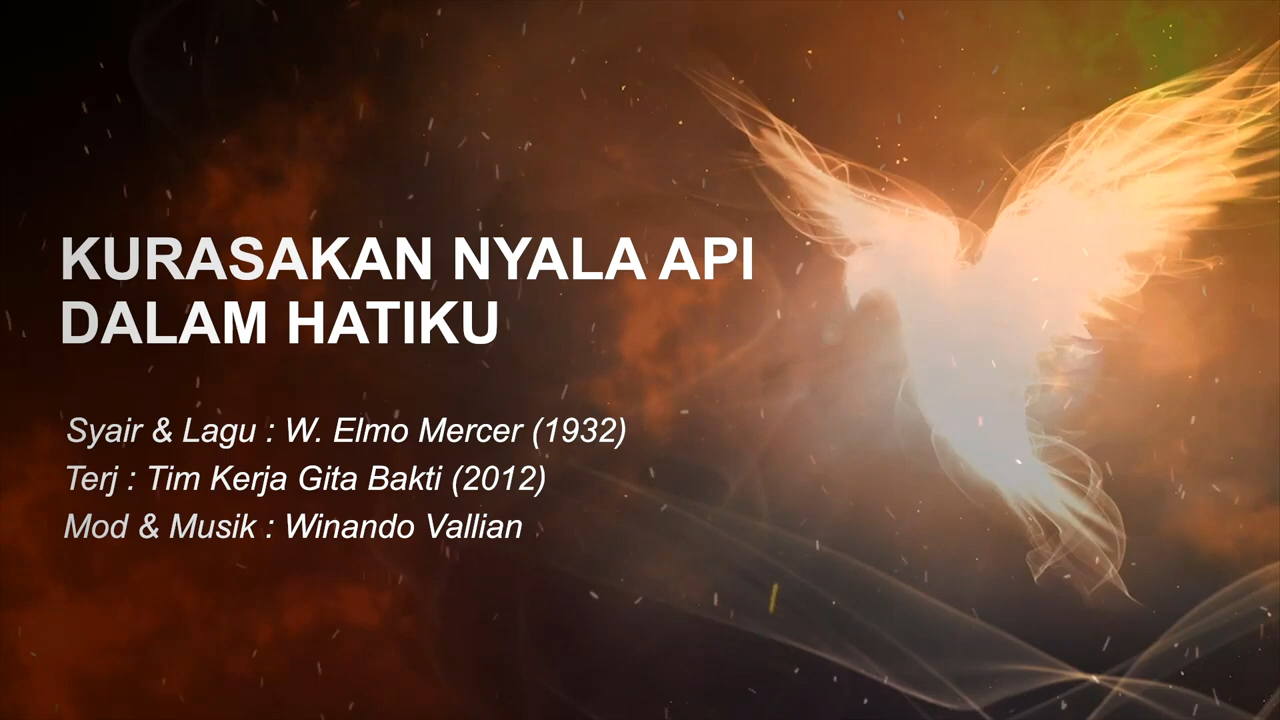 KURASAKAN NYALA API
DALAM HATIKU
Syair & Lagu : W. Elmo Mercer (1932)
Terj : Tim Kerja Gita Bakti (2012)
Mod & Musik : Winando Vallian